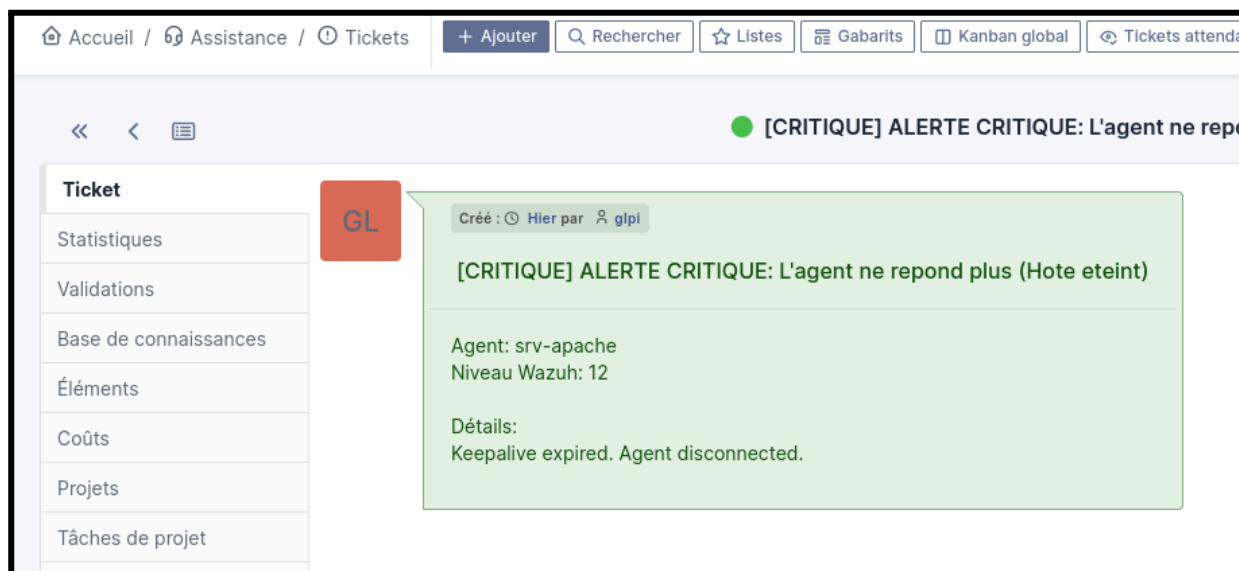 Accueil / Assistance / Tickets + Ajouter Rechercher Listes Gabarits Kanban global Tickets
[CRITIQUE] ALERTE CRITIQUE: L'agent ne
Ticket
Statistiques
Validations
Base de connaissances
Éléments
Coûts
Projets
Tâches de projet
GL
Créé : Hier par glpi
[CRITIQUE] ALERTE CRITIQUE: L'agent ne repond plus (Hote eteint)
Agent: srv-apache
Niveau Wazuh: 12
Détails:
Keepalive expired. Agent disconnected.